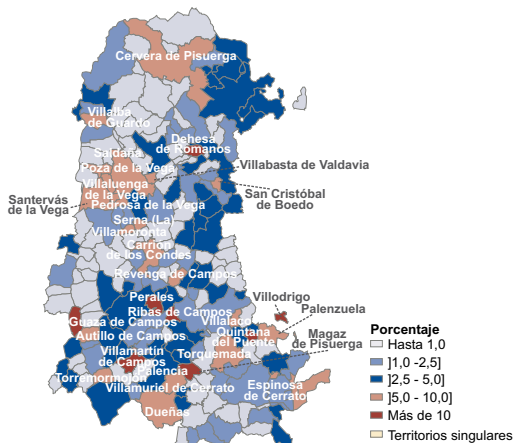 Cervera de Pisuerga
Villalba
de Guardo
Dehesa
de Romanos
Saldaña
Poza de la Vega
Villabasta de Valdavia
Villaluenga
de la Vega
Santervás
de la Vega
Pedrosa de la Vega
San Cristóbal
de Boedo
Serna (La)
Villamoronta
Carrión
de los Condes
Revenga de Campos
Perales
Villodrigo
Ribas de Campos
Palenzuela
Guaza de Campos
Villalaco
Autillo de Campos
Quintana
del Puente
Magaz
de Pisuerga
Villamartín
de Campos
Torquemada
Palencia
Torremormojón
Villamuriel de Cerrato
Espinosa
de Cerrato
Dueñas
Porcentaje
Hasta 1,0
]1,0 -2,5]
]2,5 - 5,0]
]5,0 - 10,0]
Más de 10
Territorios singulares